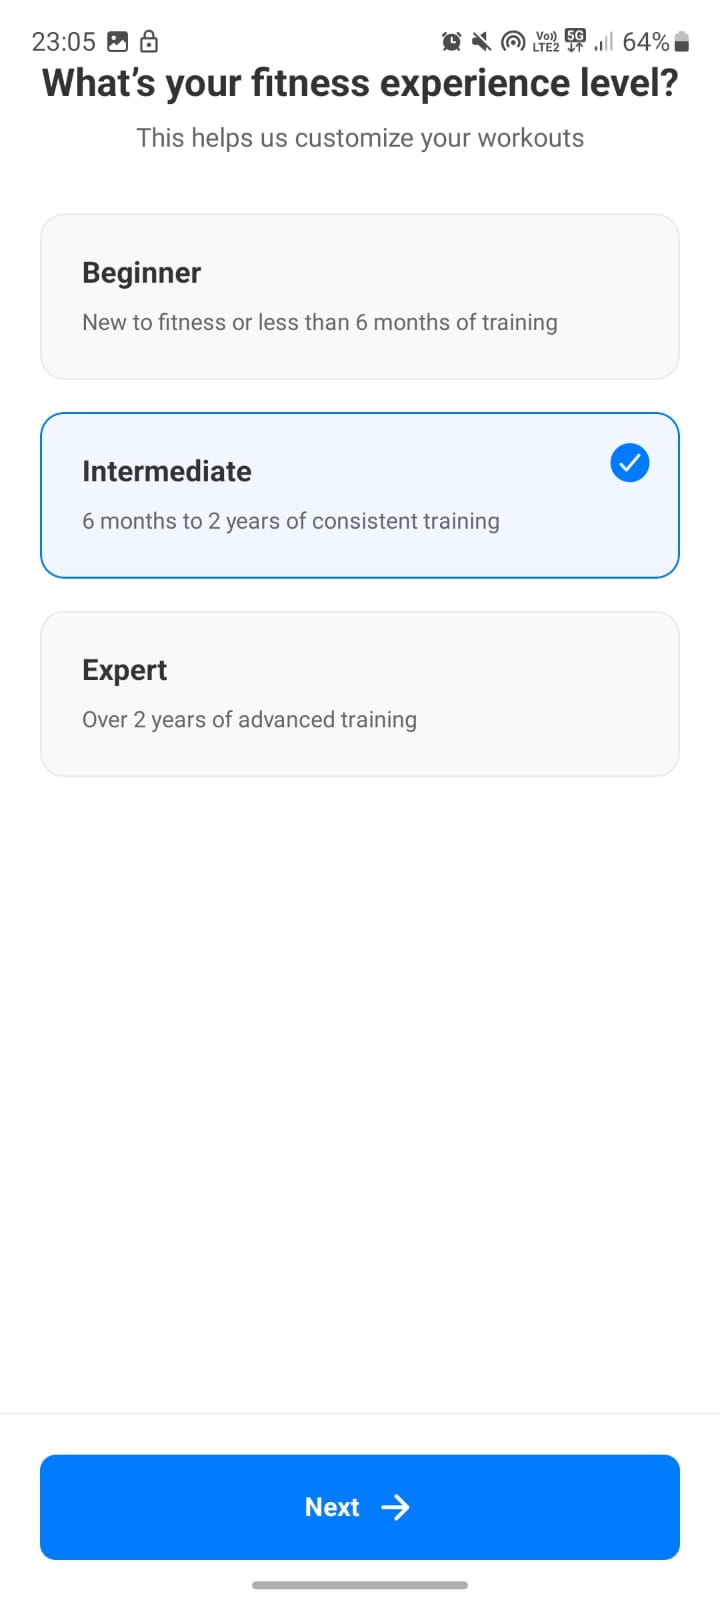 23:05 Vo)) LTE2 5G 64%
What's your fitness experience level?
This helps us customize your workouts
Beginner
New to fitness or less than 6 months of training
Intermediate
6 months to 2 years of consistent training
Expert
Over 2 years of advanced training
Next